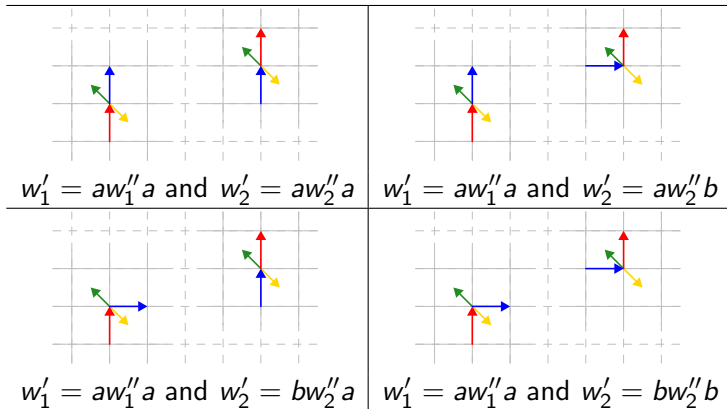 w′₁ = aw″₁a and w′₂ = aw″₂a
w′₁ = aw″₁a and w′₂ = aw″₂b
w′₁ = aw″₁a and w′₂ = bw″₂a
w′₁ = aw″₁a and w′₂ = bw″₂b